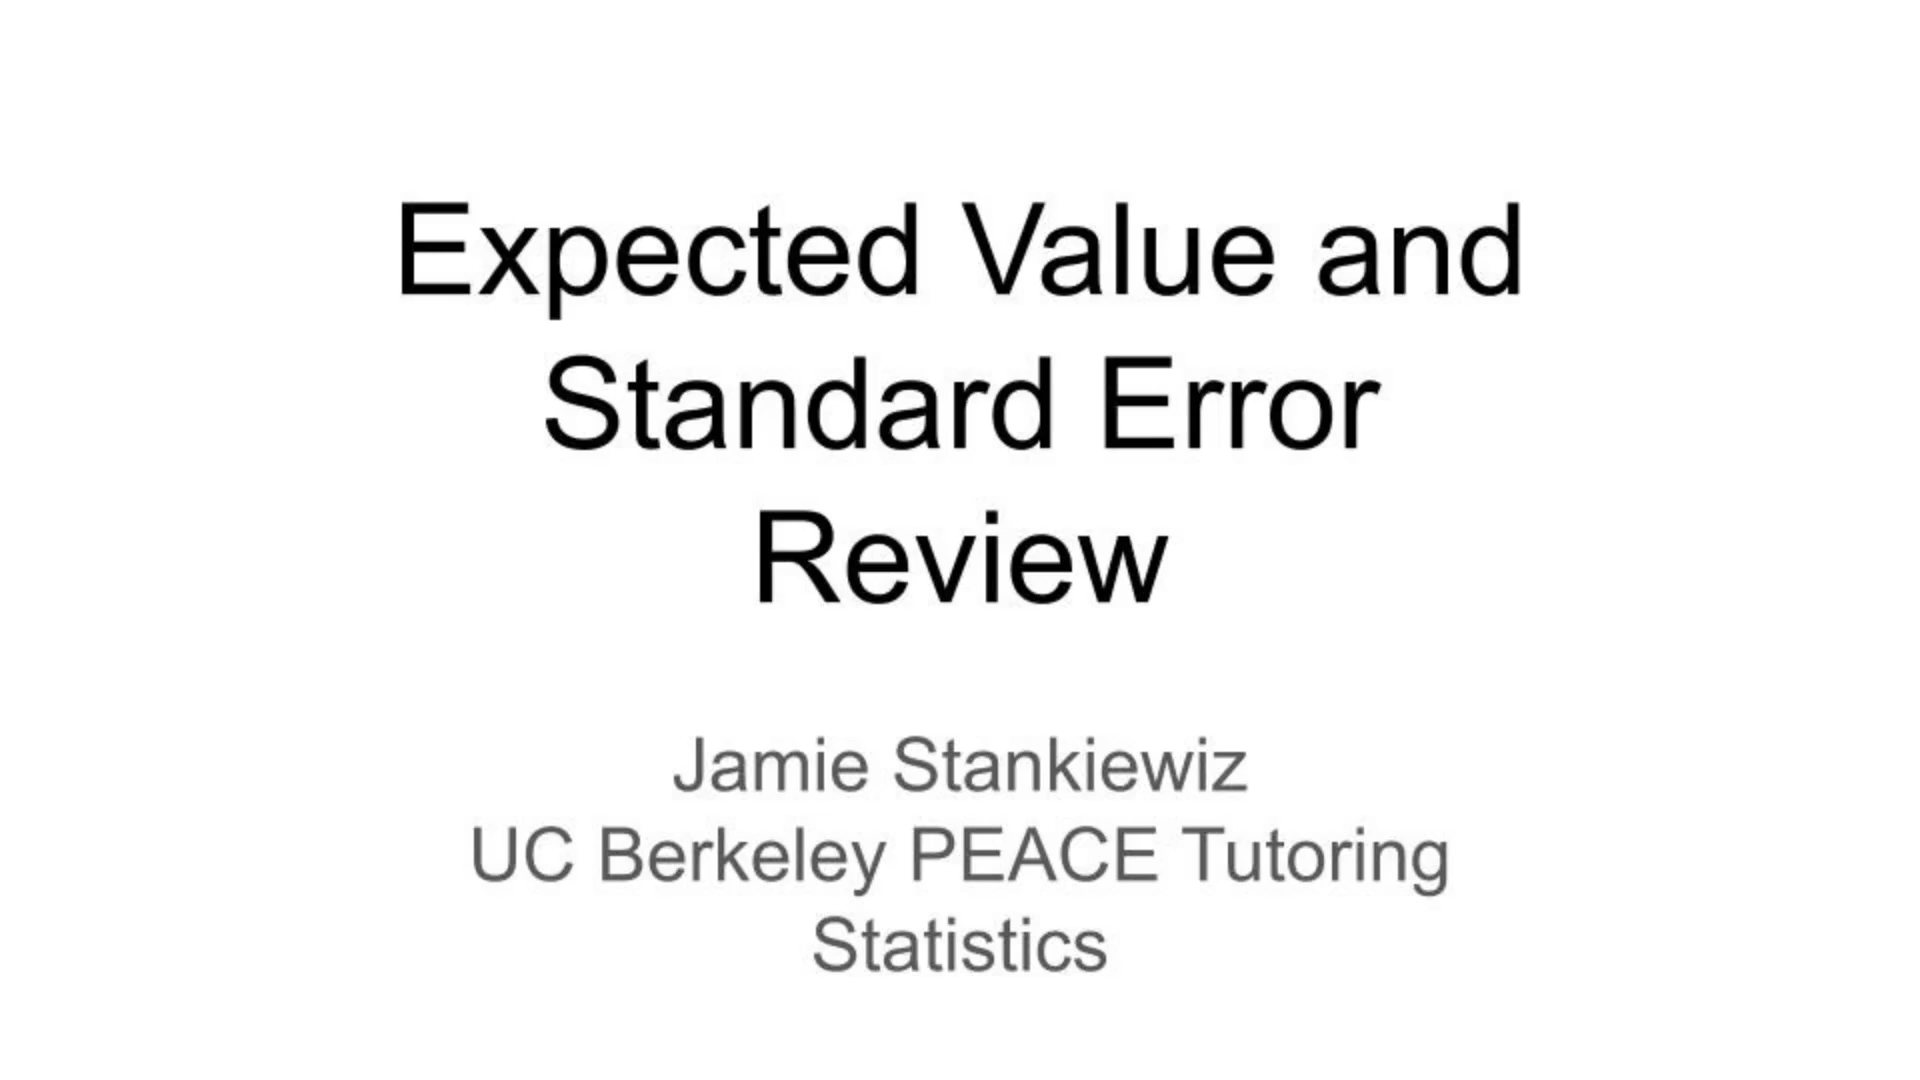 Expected Value and
Standard Error
Review
Jamie Stankiewiz
UC Berkeley PEACE Tutoring
Statistics